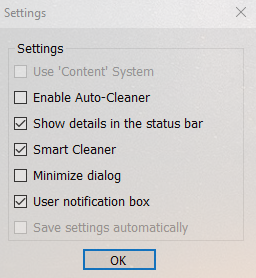 Settings
Settings
Use 'Content' System
Enable Auto-Cleaner
Show details in the status bar
Smart Cleaner
Minimize dialog
User notification box
Save settings automatically
OK